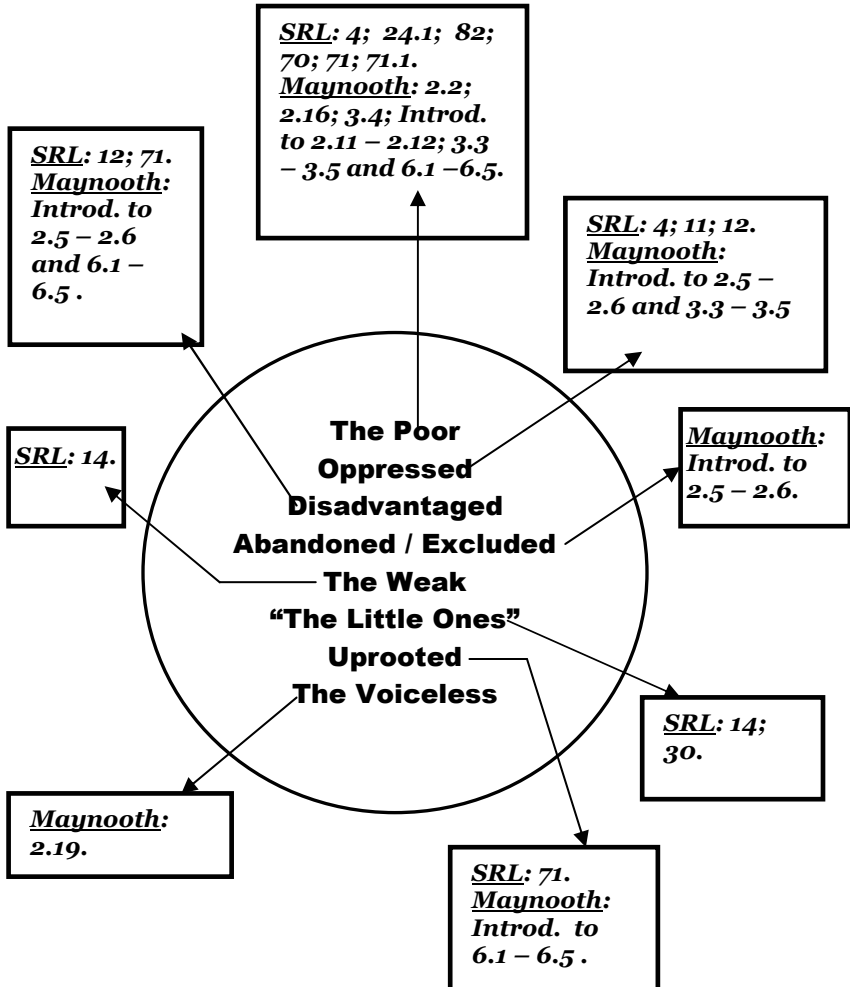 SRL: 4; 24.1; 82;
70; 71; 71.1.
Maynooth: 2.2;
2.16; 3.4; Introd.
to 2.11 – 2.12; 3.3
– 3.5 and 6.1 –6.5.
SRL: 12; 71.
Maynooth:
Introd. to
2.5 – 2.6
and 6.1 –
6.5 .
SRL: 4; 11; 12.
Maynooth:
Introd. to 2.5 –
2.6 and 3.3 – 3.5
SRL: 14.
Maynooth:
Introd. to
2.5 – 2.6.
The Poor
Oppressed
Disadvantaged
Abandoned / Excluded
The Weak
“The Little Ones”
Uprooted
The Voiceless
SRL: 14;
30.
Maynooth:
2.19.
SRL: 71.
Maynooth:
Introd. to
6.1 – 6.5 .